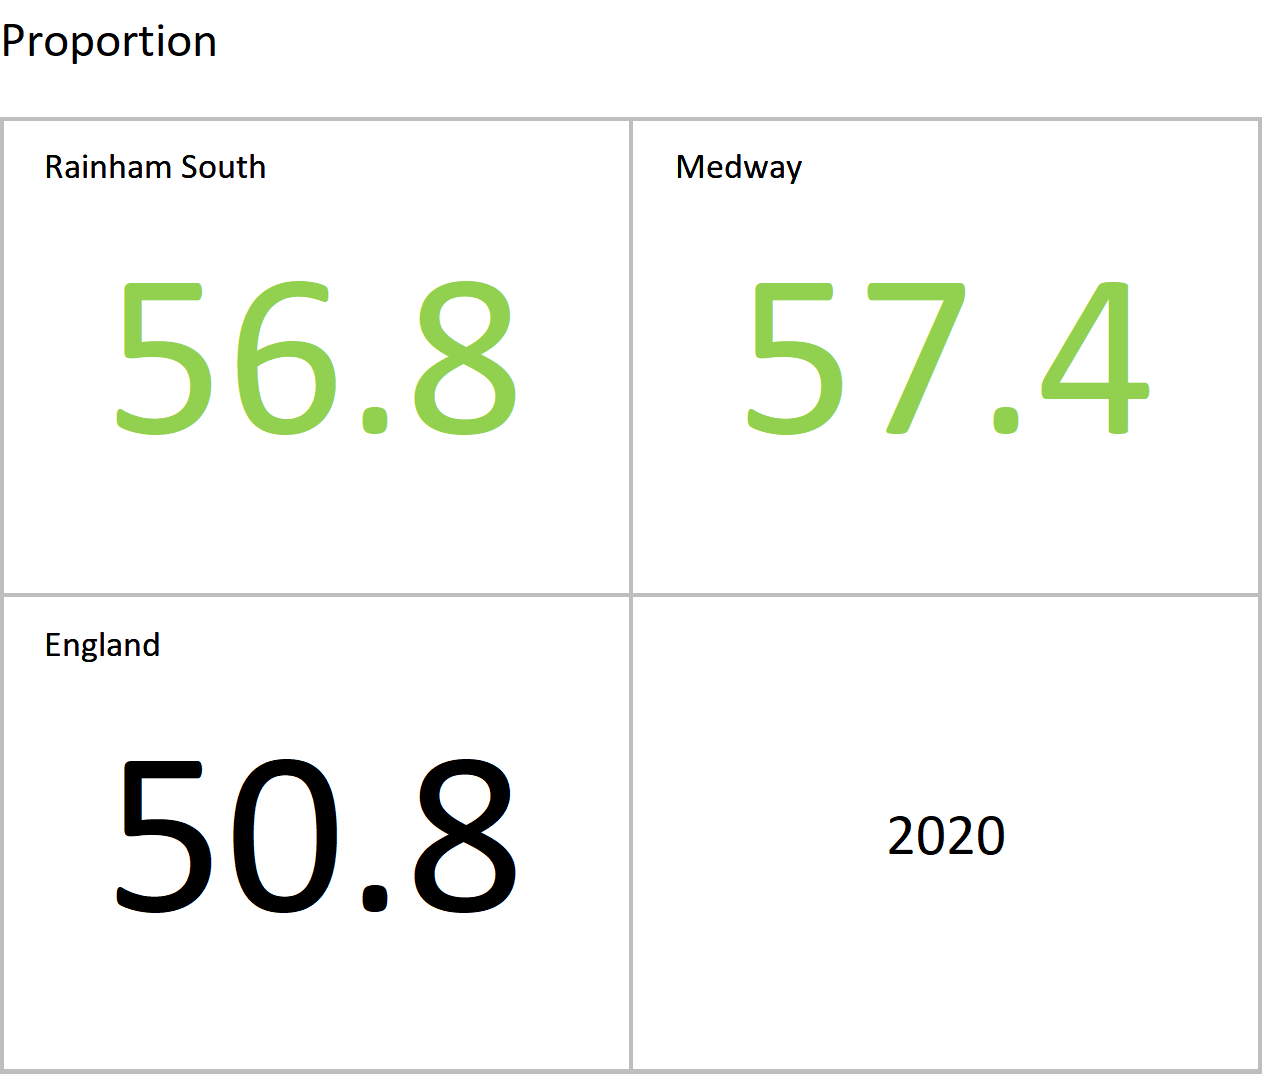 Proportion
Rainham South
56.8
Medway
57.4
England
50.8
2020